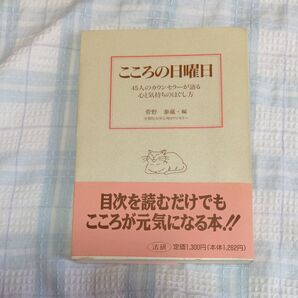 こころの日曜日
45人のカウンセラーが語る
心と気持ちのほぐし方
菅野 泰蔵・編
目次を読むだけでも
こころが元気になる本!!
法研 定価1,300円(本体1,262円)